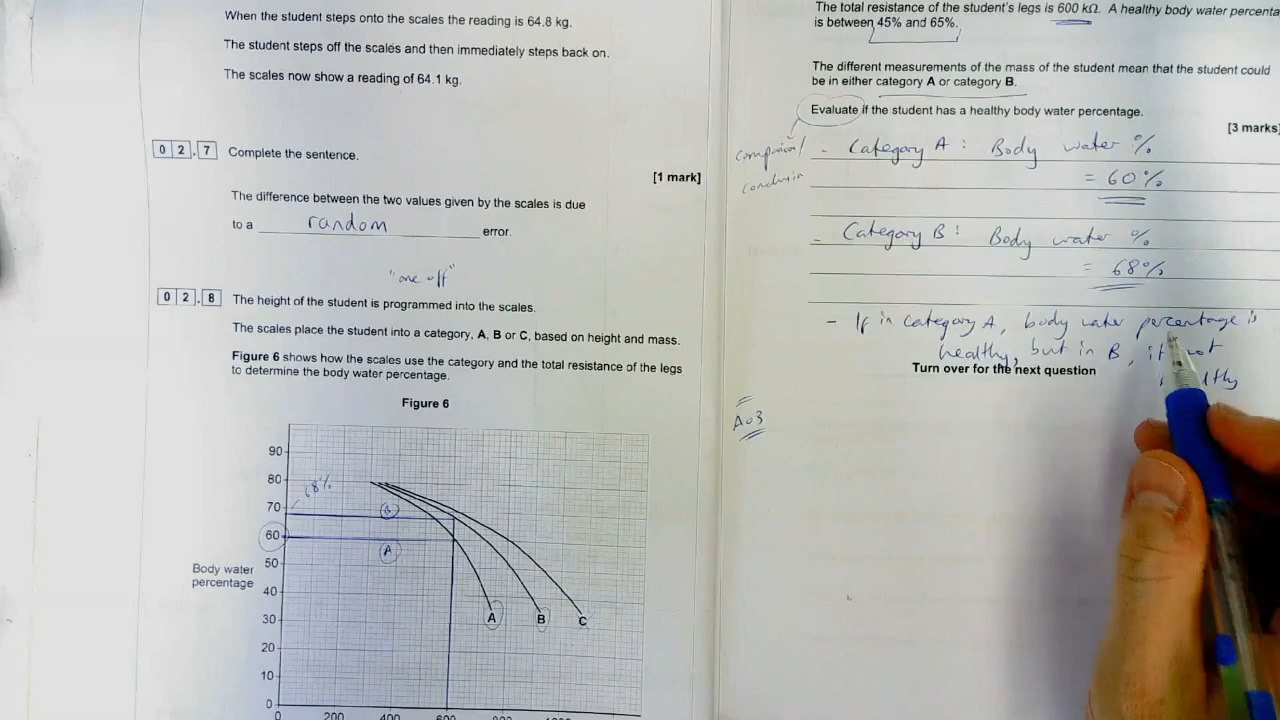 When the student steps onto the scales the reading is 64.8 kg.
The student steps off the scales and then immediately steps back on.
The scales now show a reading of 64.1 kg.
0 2 . 7 Complete the sentence.
[1 mark]
The difference between the two values given by the scales is due
to a random error.
"one off"
0 2 . 8 The height of the student is programmed into the scales.
The scales place the student into a category, A, B or C, based on height and mass.
Figure 6 shows how the scales use the category and the total resistance of the legs
to determine the body water percentage.
Figure 6
90
80
68%
70
B
60
A
Body water
percentage
50
40
30
A B C
20
10
0
0 200 400 600 800 1000
The total resistance of the student's legs is 600 kΩ. A healthy body water
is between 45% and 65%.
The different measurements of the mass of the student mean that the student could
be in either category A or category B.
Evaluate if the student has a healthy body water percentage.
[3 marks]
comparison/
conclusion
- Category A : Body water %
= 60%
- Category B : Body water %
= 68%
- If in category A, body water percentage is
healthy, but in B,
Turn over for the next question
AO3